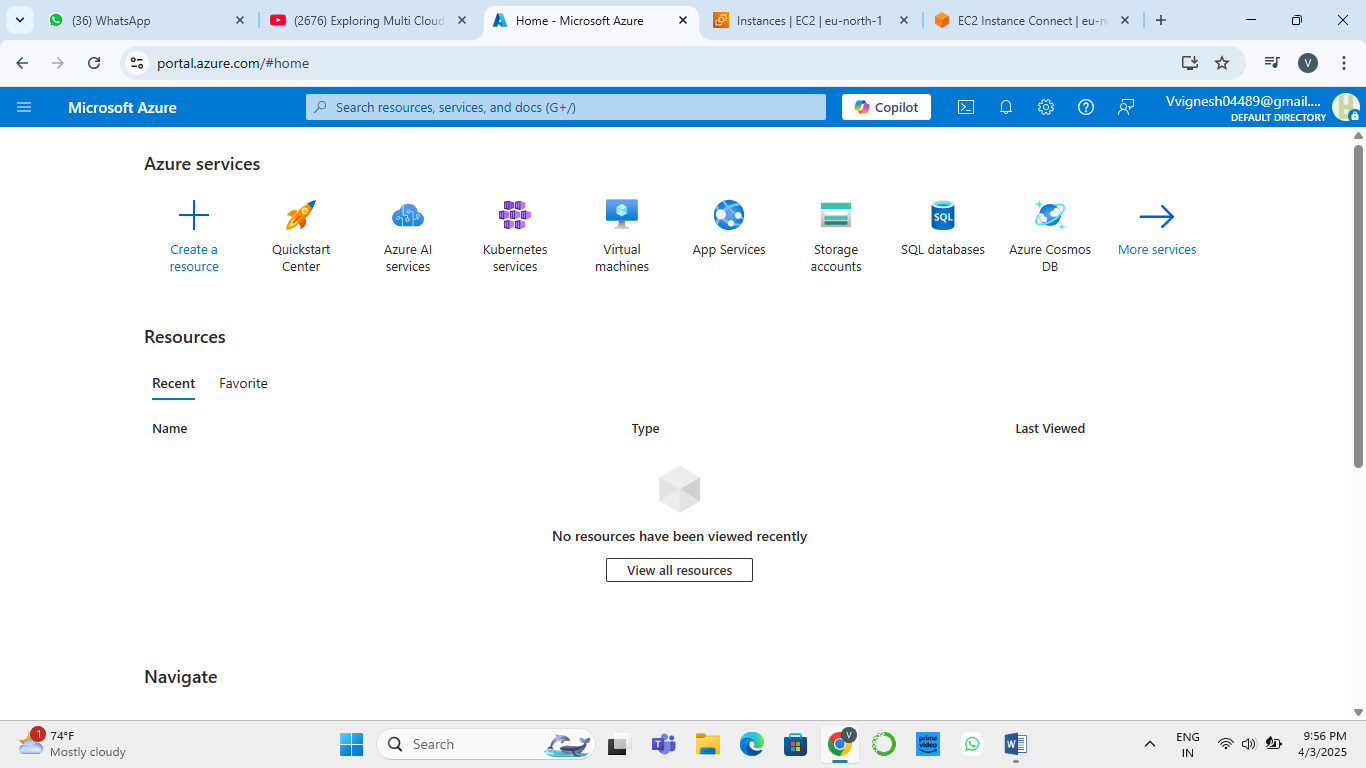 (36) WhatsApp
(2676) Exploring Multi Cloud
Home - Microsoft Azure
Instances | EC2 | eu-north-1
EC2 Instance Connect | eu-n
portal.azure.com/#home
V
Microsoft Azure
Search resources, services, and docs (G+/)
Copilot
Vvignesh04489@gmail....
DEFAULT DIRECTORY
Azure services
Create a
resource
Quickstart
Center
Azure AI
services
Kubernetes
services
Virtual
machines
App Services
Storage
accounts
SQL
SQL databases
Azure Cosmos
DB
More services
Resources
Recent
Favorite
Name
Type
Last Viewed
No resources have been viewed recently
View all resources
Navigate
1
74°F
Mostly cloudy
Search
V
prime
video
ENG
IN
9:56 PM
4/3/2025